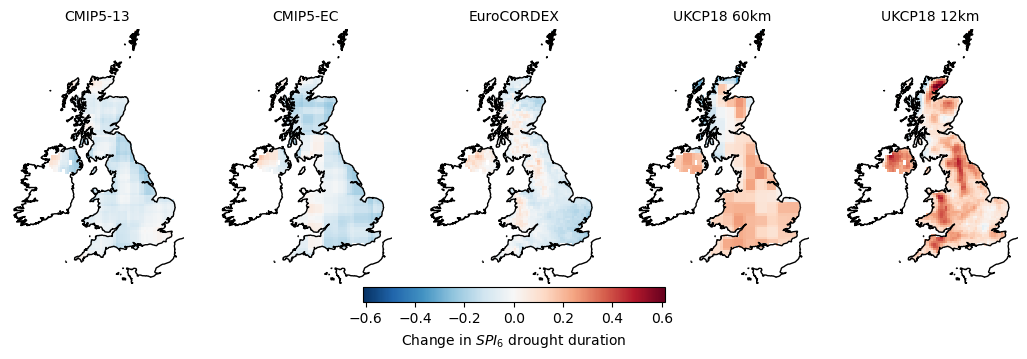 CMIP5-13 CMIP5-EC EuroCORDEX UKCP18 60km UKCP18 12km
−0.6 −0.4 −0.2 0.0 0.2 0.4 0.6
Change in SPI₆ drought duration